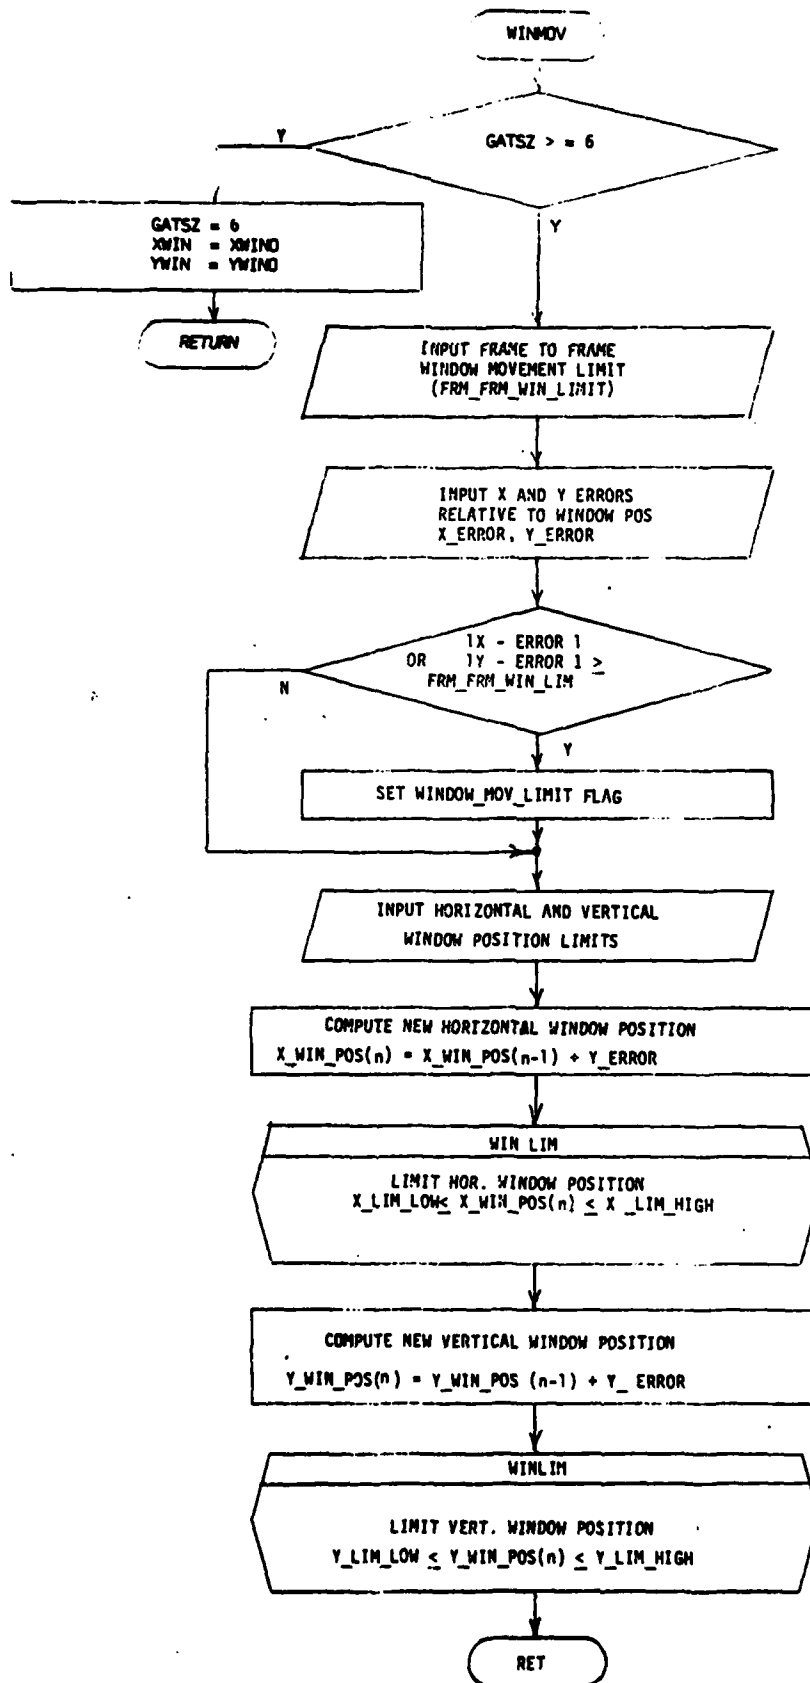 WINMOV
GATSZ > = 6
Y
GATSZ = 6
XWIN = XWINO
YWIN = YWINO
RETURN
Y
INPUT FRAME TO FRAME
WINDOW MOVEMENT LIMIT
(FRM_FRM_WIN_LIMIT)
INPUT X AND Y ERRORS
RELATIVE TO WINDOW POS
X_ERROR, Y_ERROR
1X - ERROR 1
OR 1Y - ERROR 1 ≥
FRM_FRM_WIN_LIM
N
Y
SET WINDOW_MOV_LIMIT FLAG
INPUT HORIZONTAL AND VERTICAL
WINDOW POSITION LIMITS
COMPUTE NEW HORIZONTAL WINDOW POSITION
X_WIN_POS(n) = X_WIN_POS(n-1) + Y_ERROR
WIN LIM
LIMIT HOR. WINDOW POSITION
X_LIM_LOW≤ X_WIN_POS(n) ≤ X _LIM_HIGH
COMPUTE NEW VERTICAL WINDOW POSITION
Y_WIN_POS(n) = Y_WIN_POS (n-1) + Y_ ERROR
WINLIM
LIMIT VERT. WINDOW POSITION
Y_LIM_LOW ≤ Y_WIN_POS(n) ≤ Y_LIM_HIGH
RET